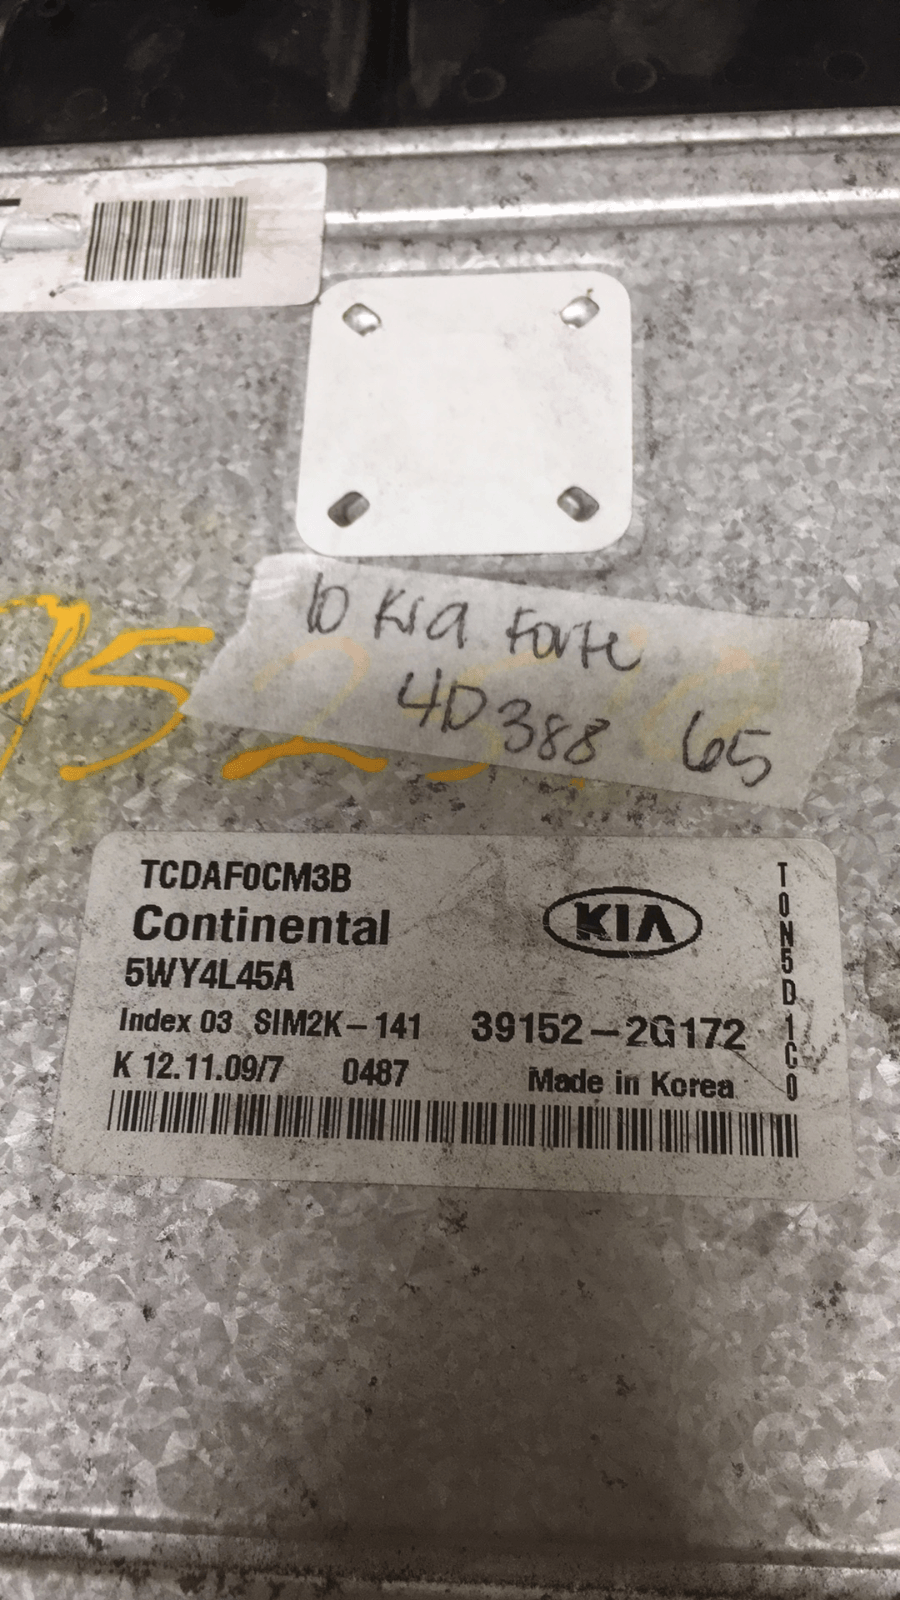 10 Kia Forte
4D388 65
TCDAF0CM3B
Continental
KIA
5WY4L45A
Index 03 SIM2K-141 39152-2G172
K 12.11.09/7 0487 Made in Korea
T0N5D1C0